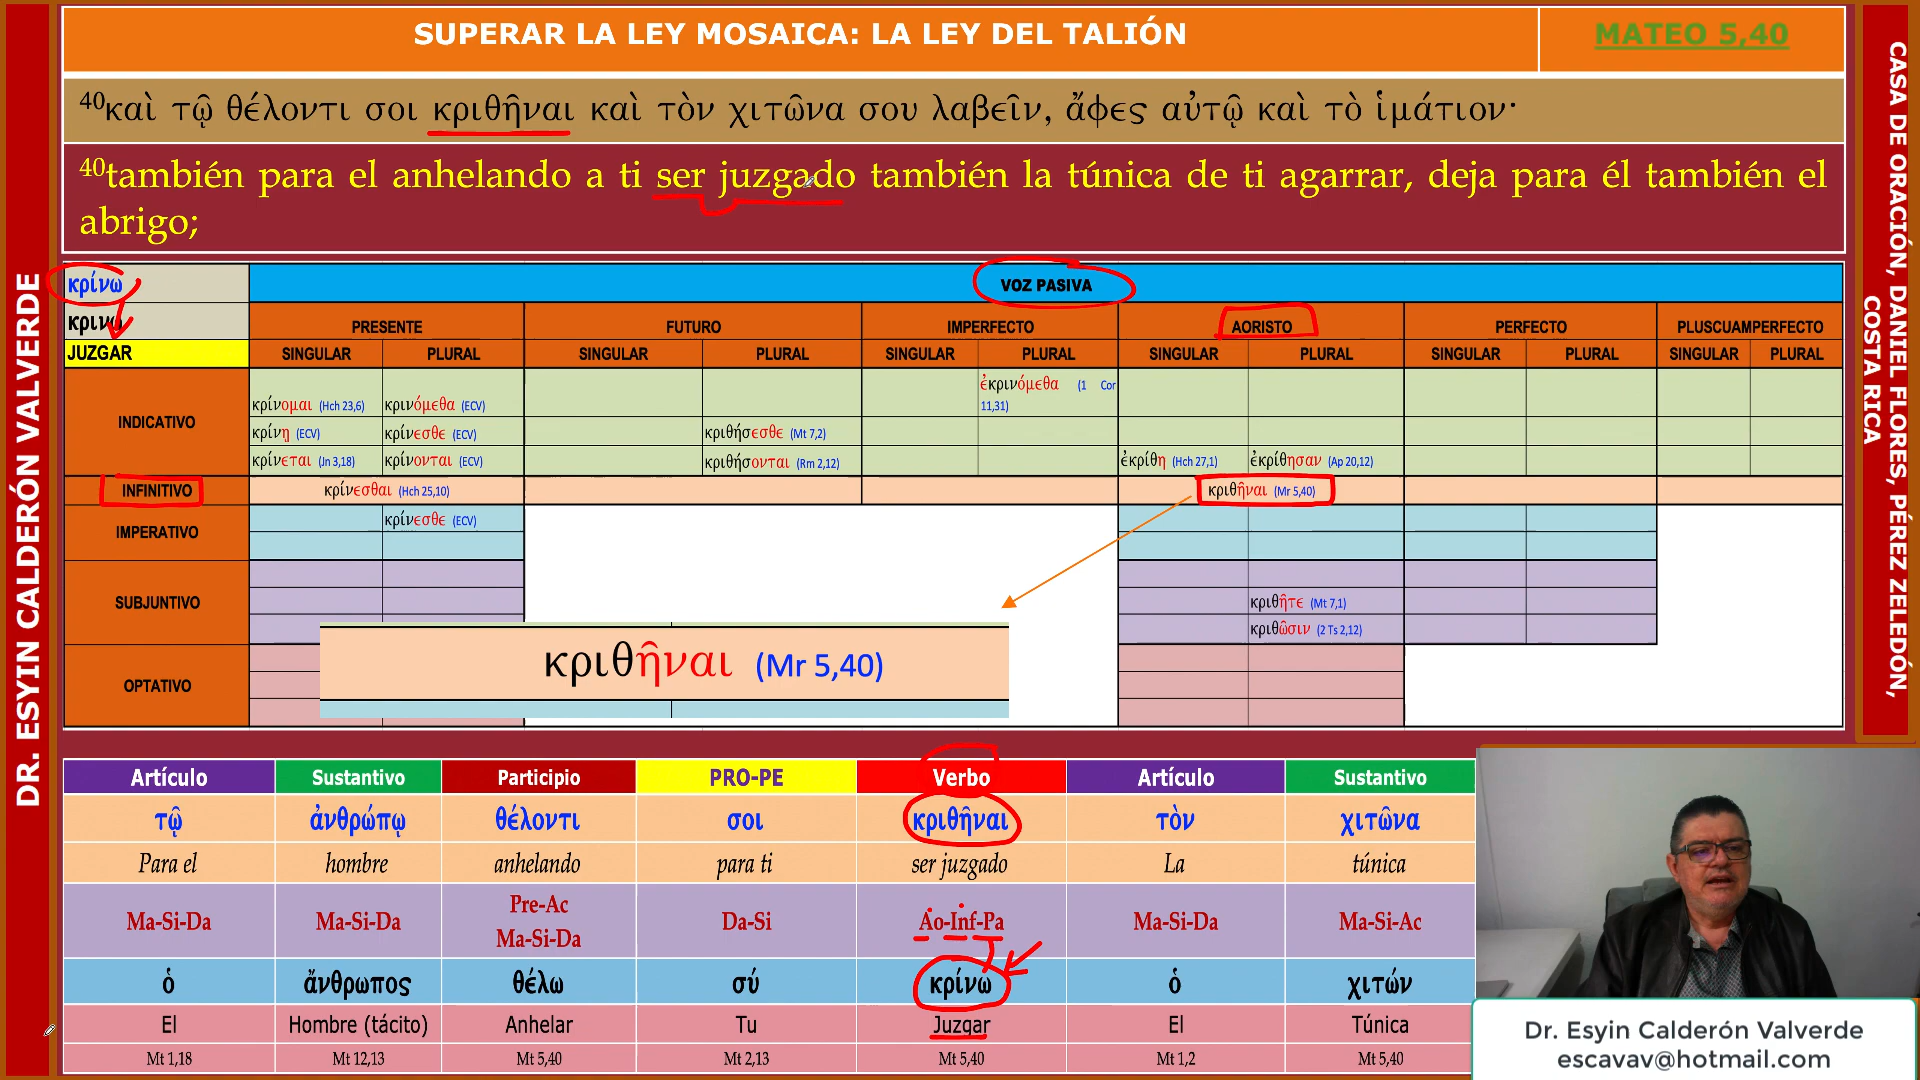 SUPERAR LA LEY MOSAICA: LA LEY DEL TALIÓN
MATEO 5,40
⁴⁰καὶ τῷ θέλοντι σοι κριθῆναι καὶ τὸν χιτῶνα σου λαβεῖν, ἄφες αὐτῷ καὶ τὸ ἱμάτιον·
⁴⁰también para el anhelando a ti ser juzgado también la túnica de ti agarrar, deja para él también el
abrigo;
κρίνω
VOZ PASIVA
κρινω
PRESENTE FUTURO IMPERFECTO AORISTO PERFECTO PLUSCUAMPERFECTO
JUZGAR SINGULAR PLURAL SINGULAR PLURAL SINGULAR PLURAL SINGULAR PLURAL SINGULAR PLURAL SINGULAR PLURAL
INDICATIVO
ἐκρινόμεθα (1 Cor
11,31)
κρίνομαι (Hch 23,6) κρινόμεθα (ECV)
κρίνῃ (ECV) κρίνεσθε (ECV) κριθήσεσθε (Mt 7,2)
κρίνεται (Jn 3,18) κρίνονται (ECV) κριθήσονται (Rm 2,12) ἐκρίθη (Hch 27,1) ἐκρίθησαν (Ap 20,12)
INFINITIVO κρίνεσθαι (Hch 25,10) κριθῆναι (Mr 5,40)
IMPERATIVO κρίνεσθε (ECV)
SUBJUNTIVO
κριθῆτε (Mt 7,1)
κριθῶσιν (2 Ts 2,12)
OPTATIVO
κριθῆναι (Mr 5,40)
Artículo Sustantivo Participio PRO-PE Verbo Artículo Sustantivo
τῷ ἀνθρώπῳ θέλοντι σοι κριθῆναι τὸν χιτῶνα
Para el hombre anhelando para ti ser juzgado La túnica
Ma-Si-Da Ma-Si-Da Pre-Ac Da-Si Ao-Inf-Pa Ma-Si-Da Ma-Si-Ac
Ma-Si-Da
ὁ ἄνθρωπος θέλω σύ κρίνω ὁ χιτών
El Hombre (tácito) Anhelar Tu Juzgar El Túnica
Mt 1,18 Mt 12,13 Mt 5,40 Mt 2,13 Mt 5,40 Mt 1,2 Mt 5,40
DR. ESYIN CALDERÓN VALVERDE
CASA DE ORACIÓN, DANIEL FLORES, PÉREZ ZELEDÓN,
COSTA RICA
Dr. Esyin Calderón Valverde
escavav@hotmail.com